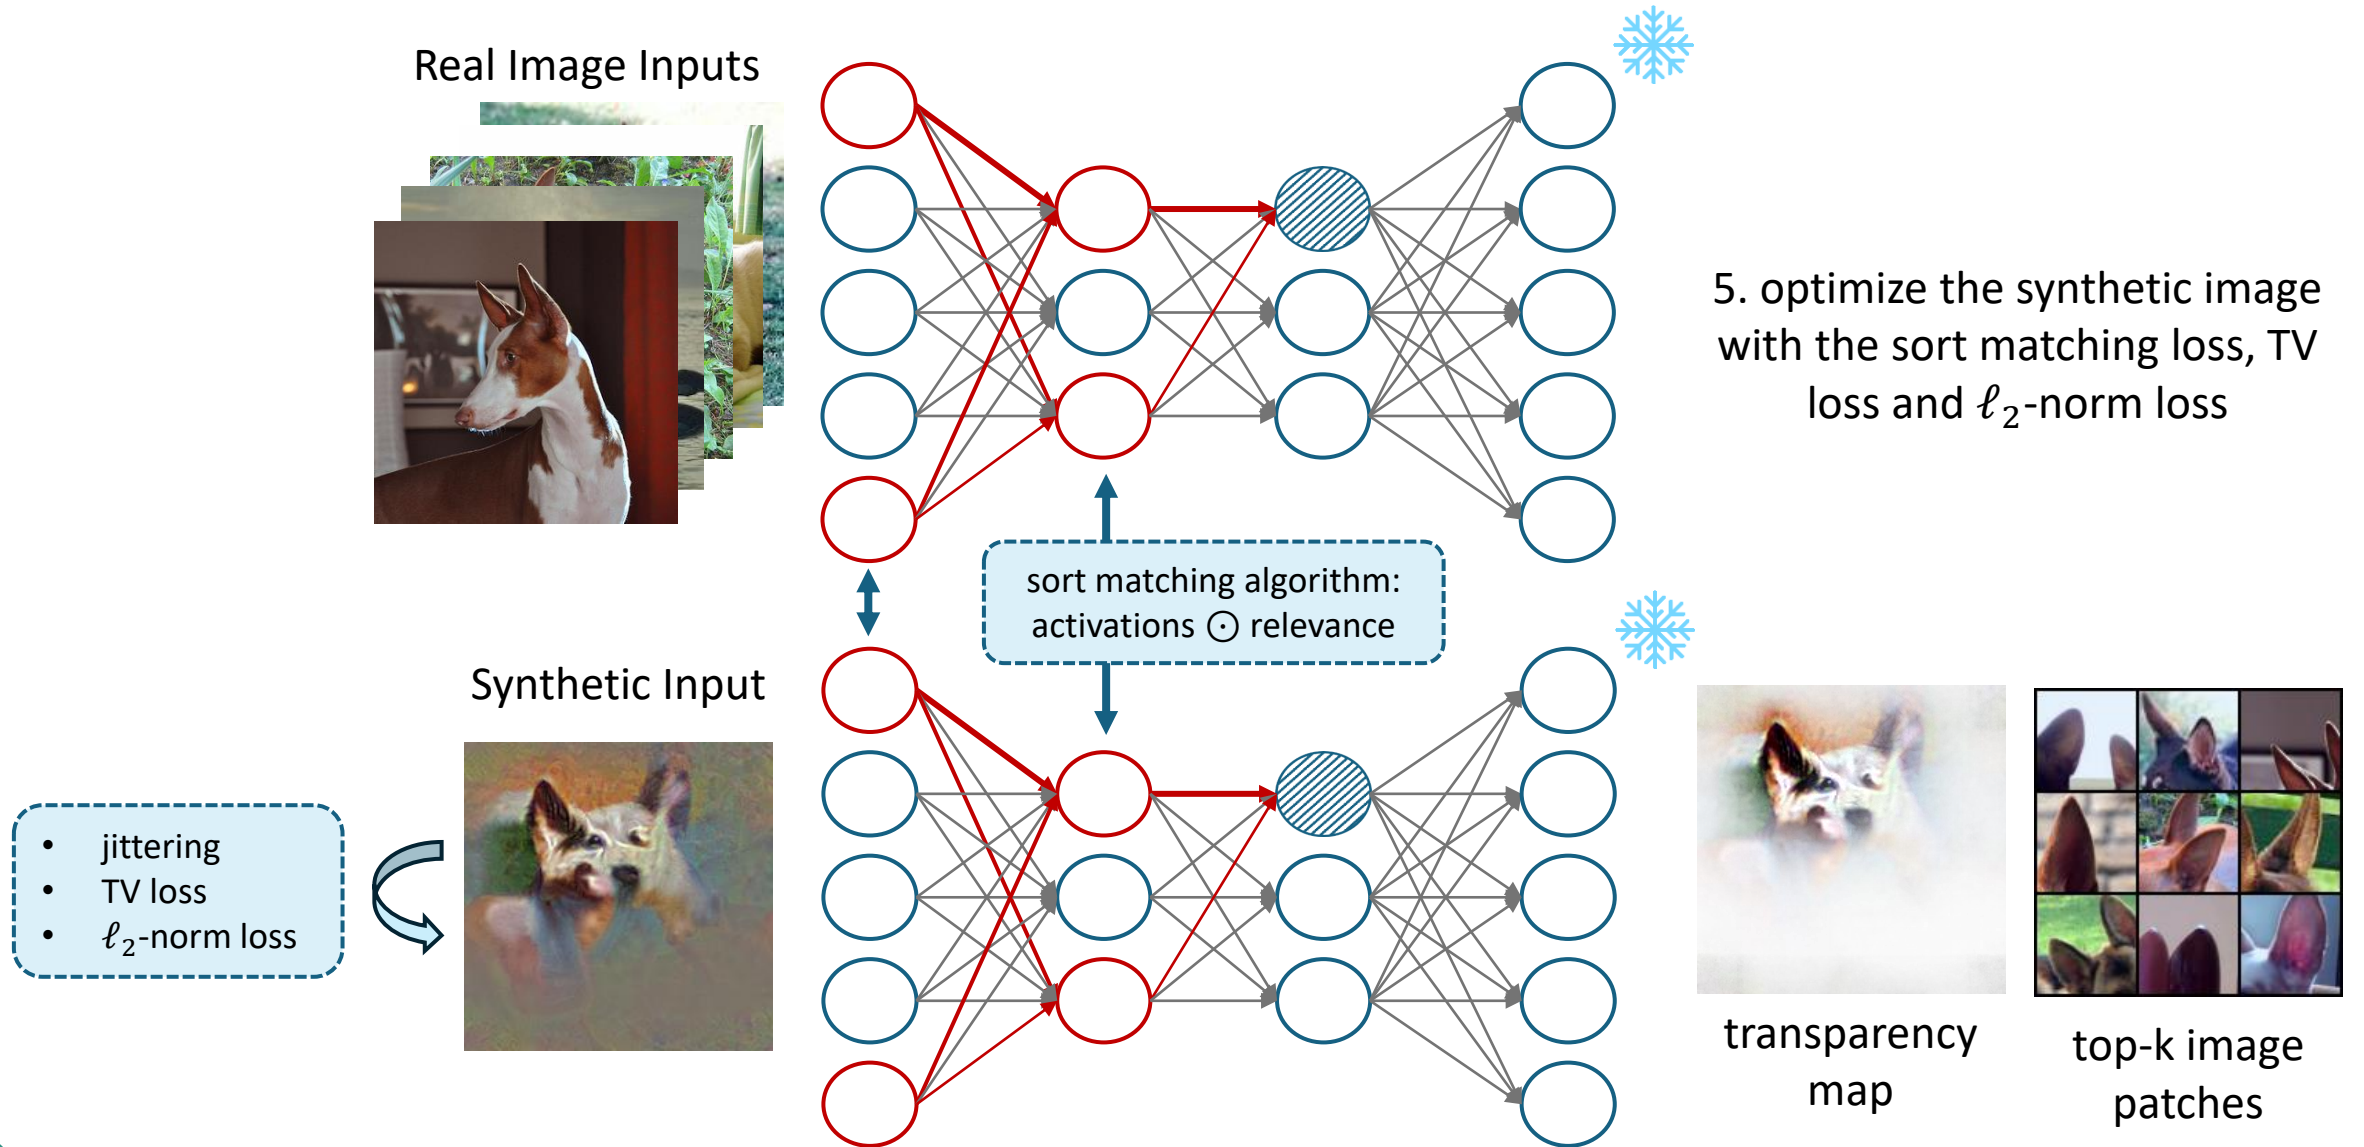 Real Image Inputs
5. optimize the synthetic image
with the sort matching loss, TV
loss and ℓ₂-norm loss
sort matching algorithm:
activations ⊙ relevance
Synthetic Input
• jittering
• TV loss
• ℓ₂-norm loss
transparency
map
top-k image
patches